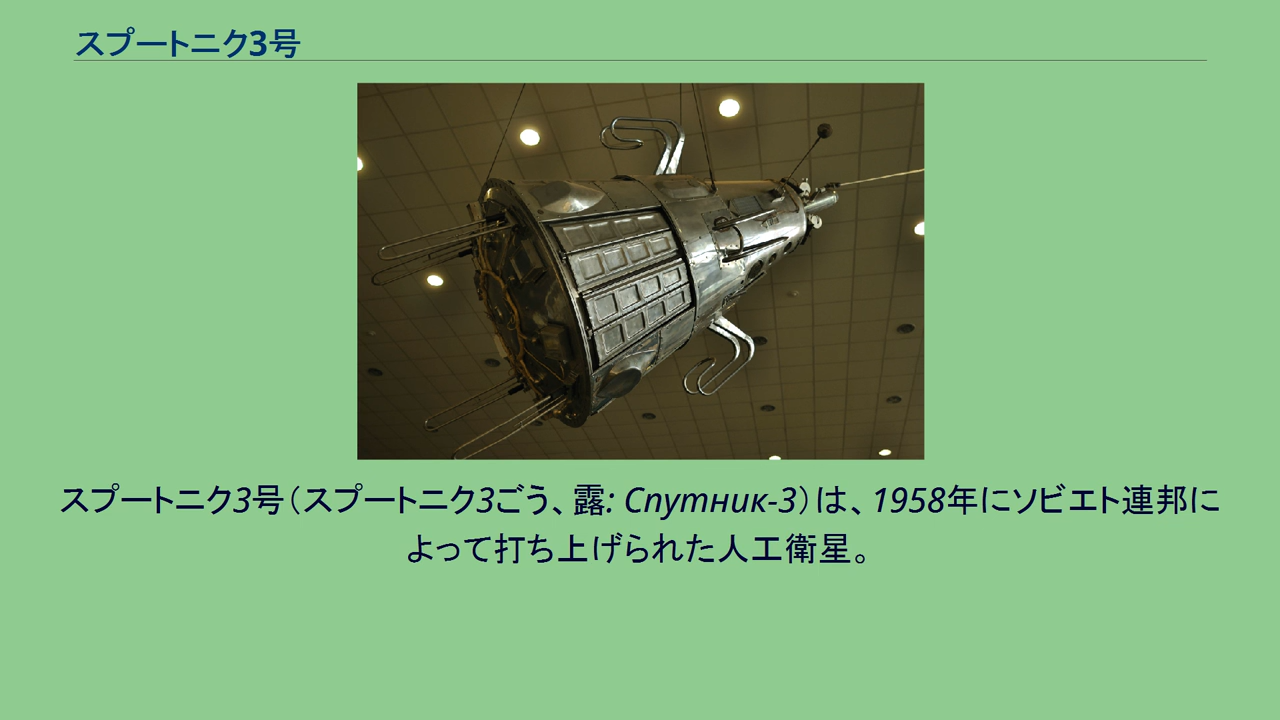 スプートニク3号
スプートニク3号（スプートニク3ごう、露: Спутник-3）は、1958年にソビエト連邦に
よって打ち上げられた人工衛星。